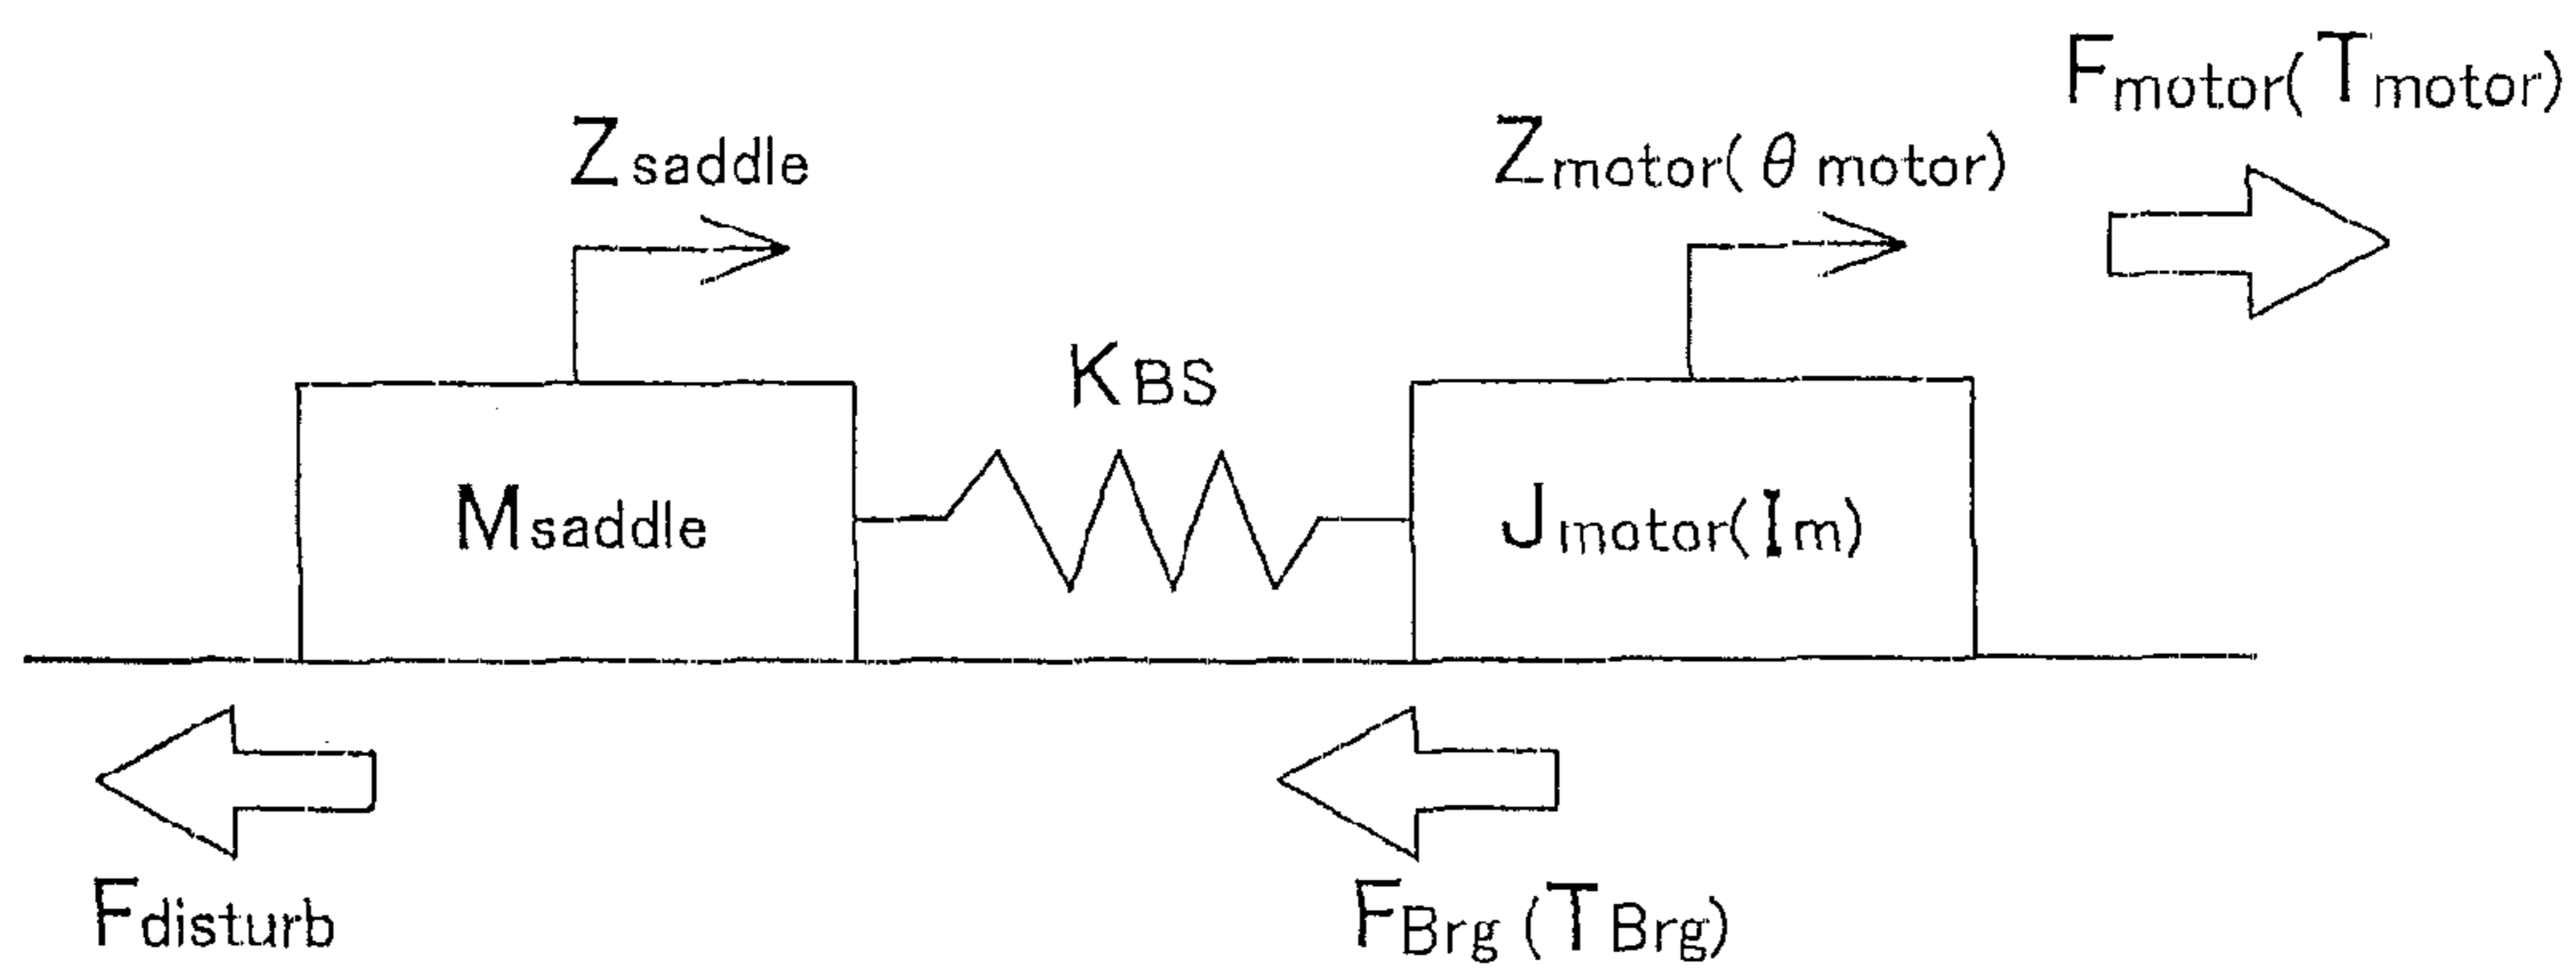 Fmotor(Tmotor)
Zsaddle
Zmotor(θmotor)
KBS
Msaddle
Jmotor(Im)
Fdisturb
FBrg (TBrg)